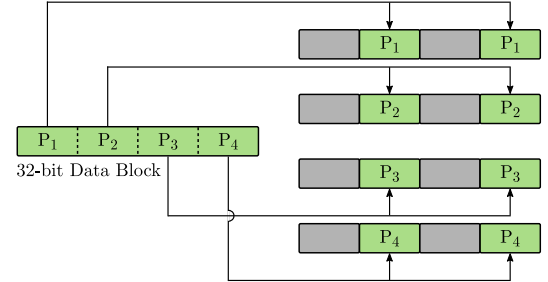 P₁ P₁
P₂ P₂
P₁ P₂ P₃ P₄
32-bit Data Block
P₃ P₃
P₄ P₄